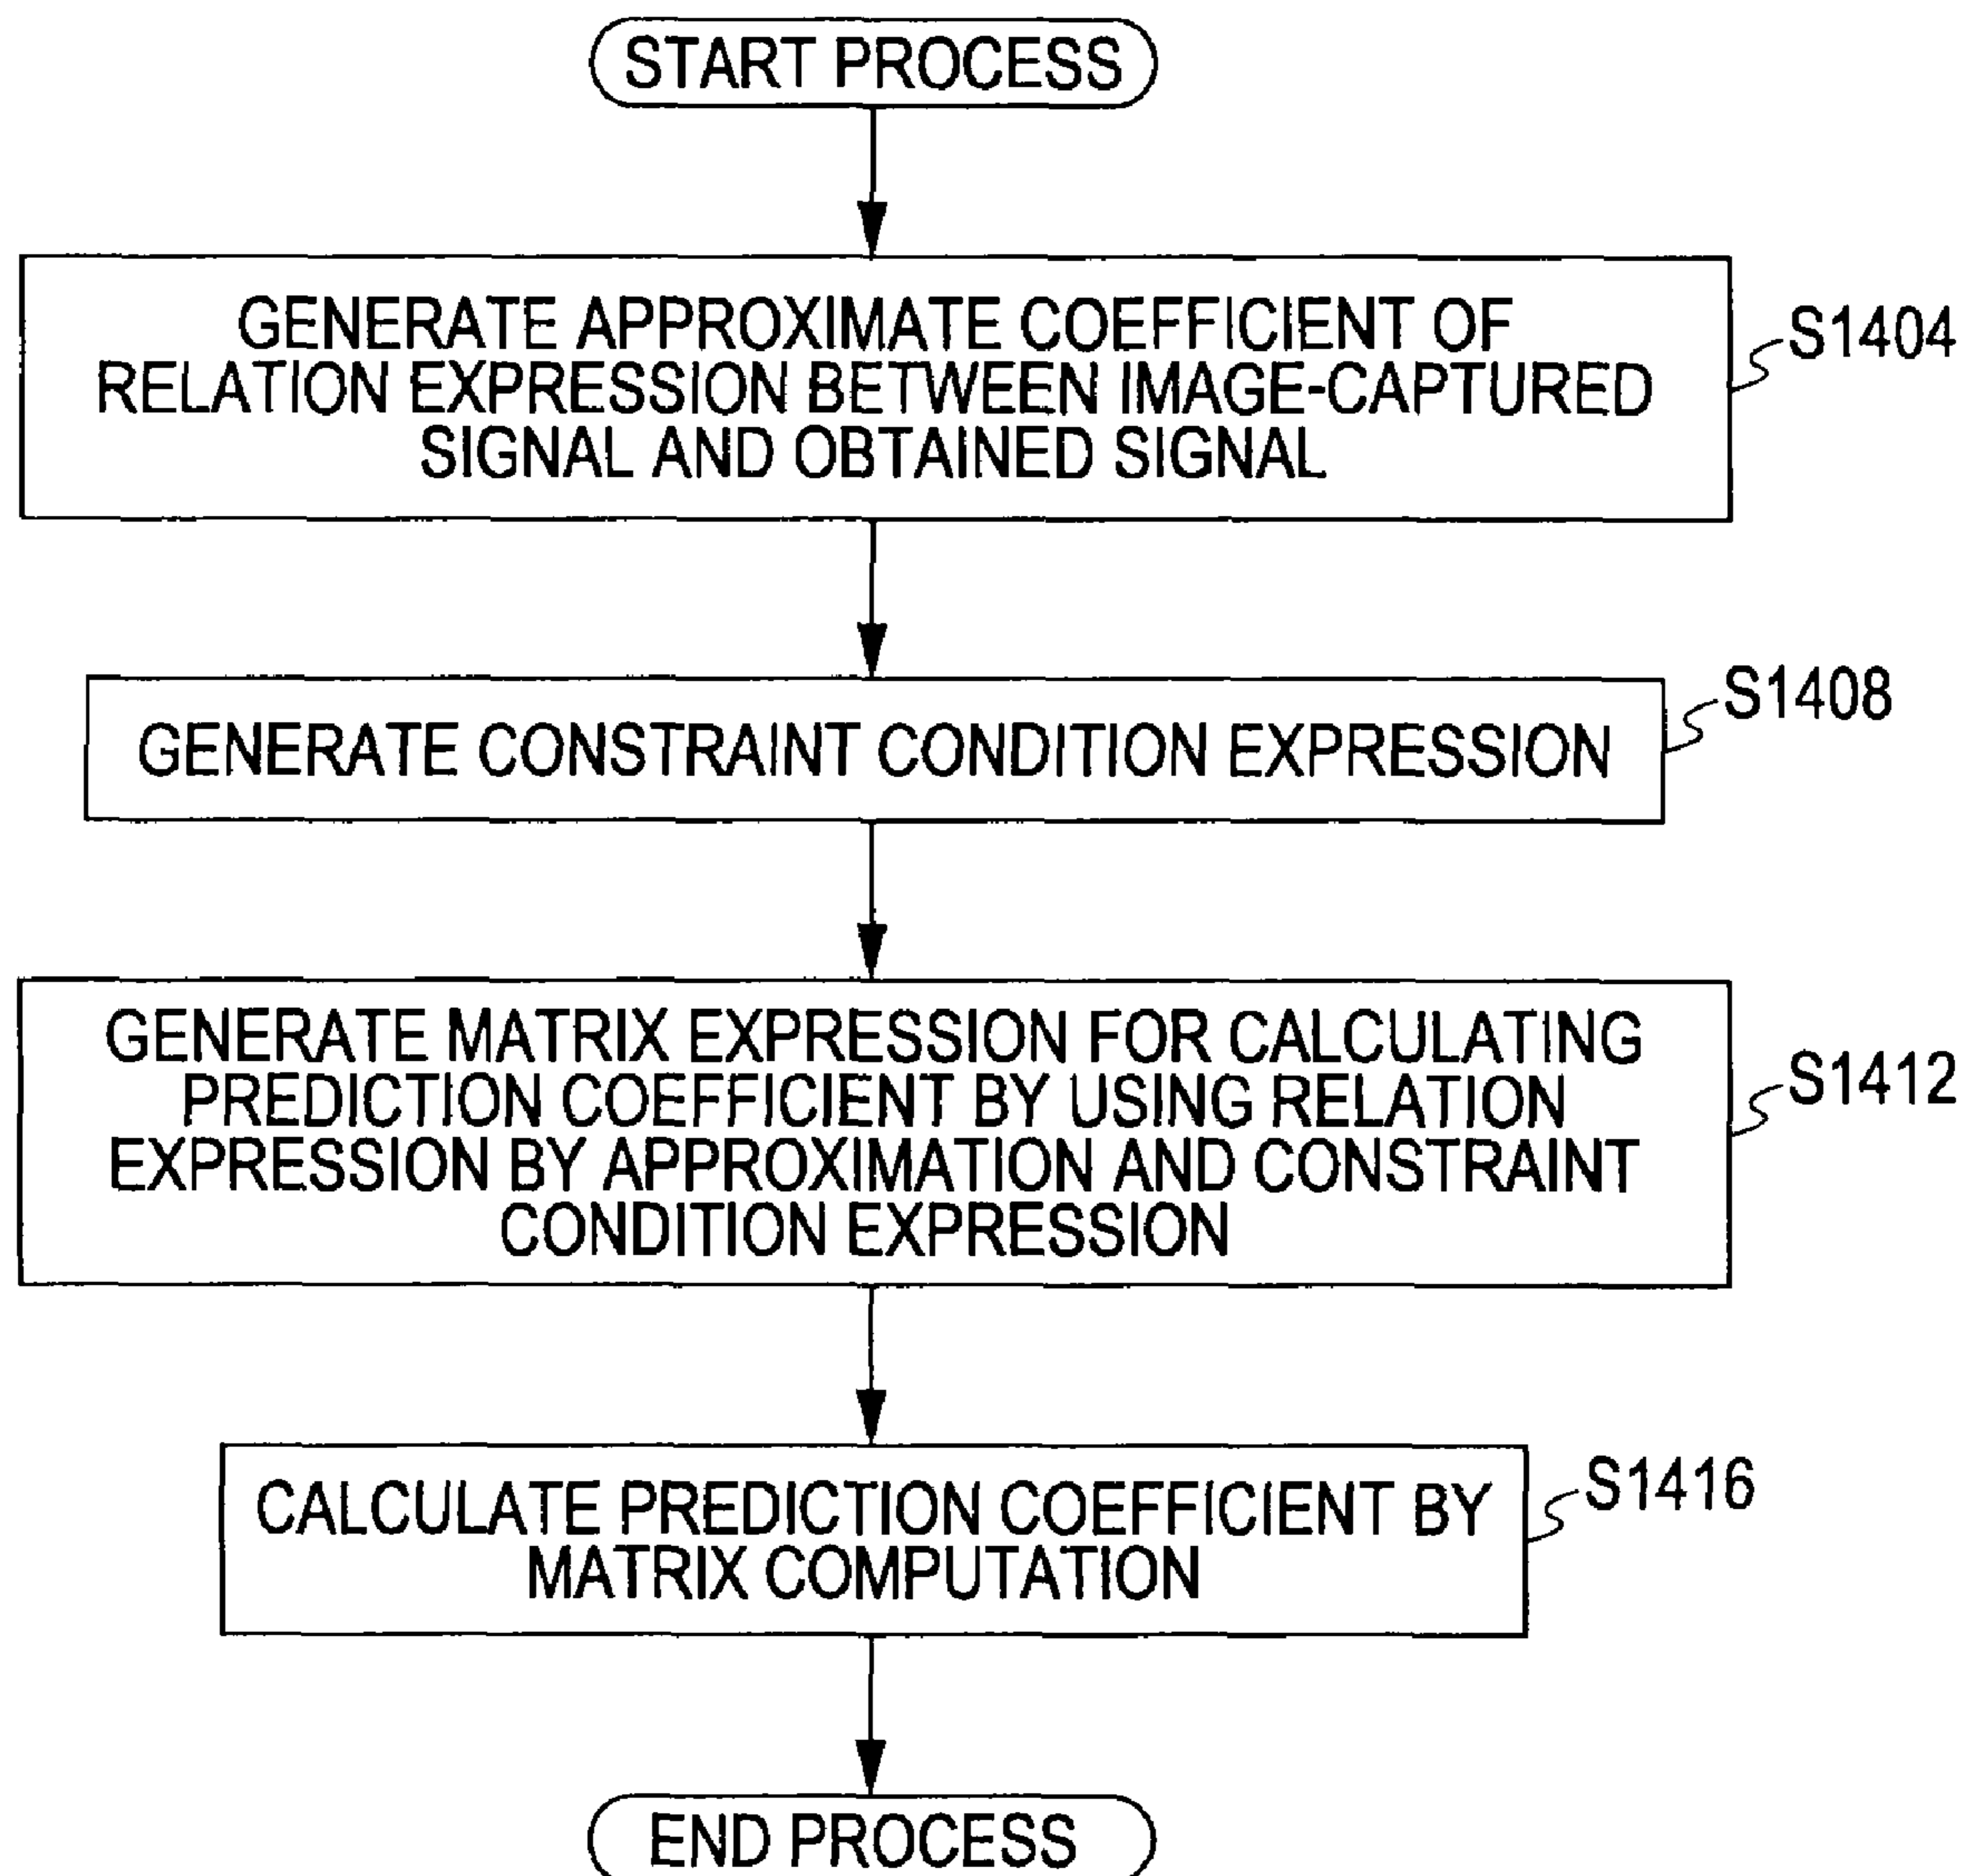 START PROCESS
GENERATE APPROXIMATE COEFFICIENT OF
RELATION EXPRESSION BETWEEN IMAGE-CAPTURED
SIGNAL AND OBTAINED SIGNAL
S1404
GENERATE CONSTRAINT CONDITION EXPRESSION
S1408
GENERATE MATRIX EXPRESSION FOR CALCULATING
PREDICTION COEFFICIENT BY USING RELATION
EXPRESSION BY APPROXIMATION AND CONSTRAINT
CONDITION EXPRESSION
S1412
CALCULATE PREDICTION COEFFICIENT BY
MATRIX COMPUTATION
S1416
END PROCESS